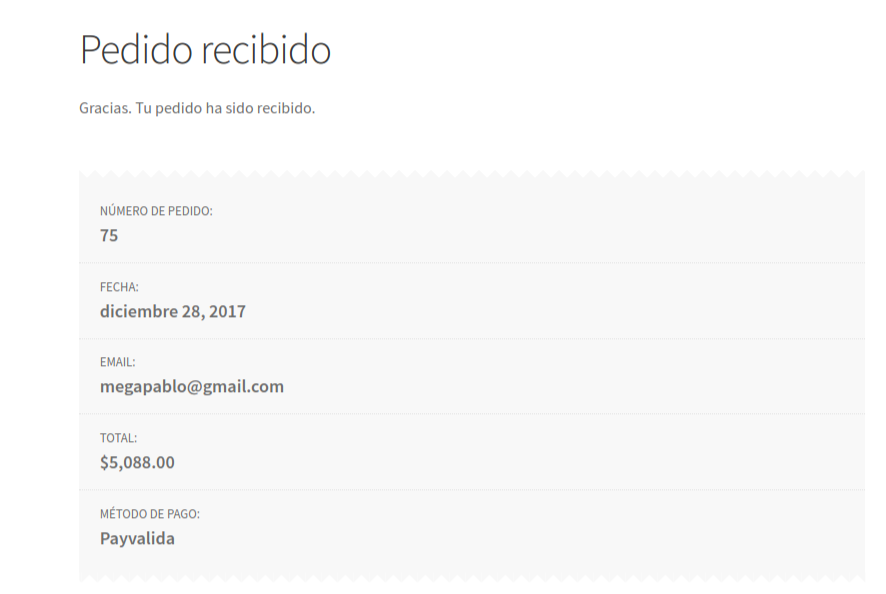 Pedido recibido
Gracias. Tu pedido ha sido recibido.
NÚMERO DE PEDIDO:
75
FECHA:
diciembre 28, 2017
EMAIL:
megapablo@gmail.com
TOTAL:
$5,088.00
MÉTODO DE PAGO:
Payvalida